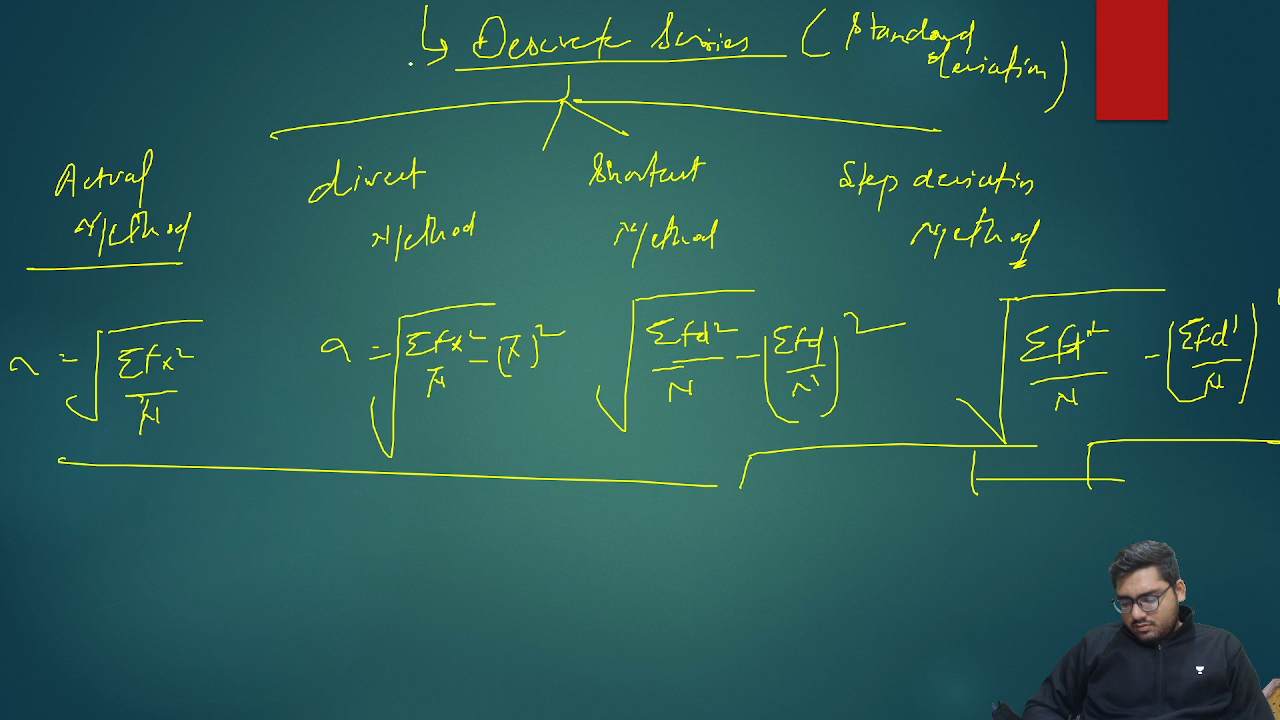 ↳ Descrete Series (Standard deviation)
Actual Method
direct Method
Shortcut Method
Step deviation Method
σ = √(Σfx²/N)
σ = √(Σfx²/N - (x̄)²)
√(Σfd²/N - (Σfd/N)²)
√(Σfd'²/N - (Σfd'/N)